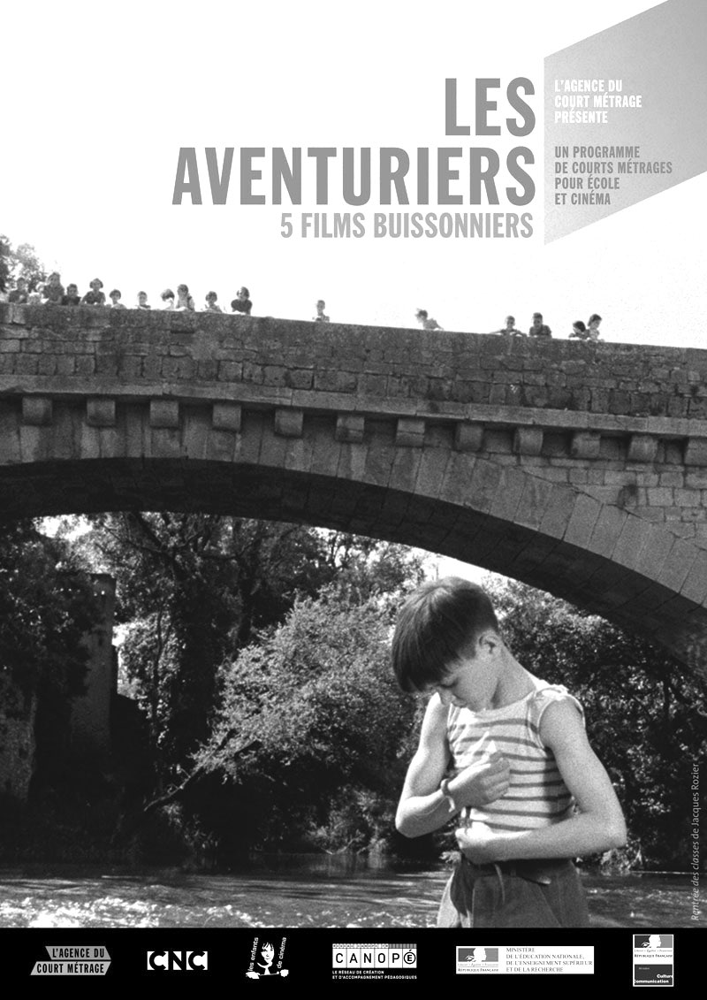 L'AGENCE DU
COURT MÉTRAGE
PRÉSENTE
LES
AVENTURIERS
5 FILMS BUISSONNIERS
UN PROGRAMME
DE COURTS MÉTRAGES
POUR ÉCOLE
ET CINÉMA
Rantrée des classes de Jacques Rozier
L'AGENCE DU
COURT MÉTRAGE
CNC
les enfants
de cinéma
CANOPÉ
LE RÉSEAU DE CRÉATION
ET D'ACCOMPAGNEMENT PÉDAGOGIQUES
RÉPUBLIQUE FRANÇAISE
MINISTÈRE
DE L'ÉDUCATION NATIONALE,
DE L'ENSEIGNEMENT SUPÉRIEUR
ET DE LA RECHERCHE
RÉPUBLIQUE FRANÇAISE
Culture
Communication